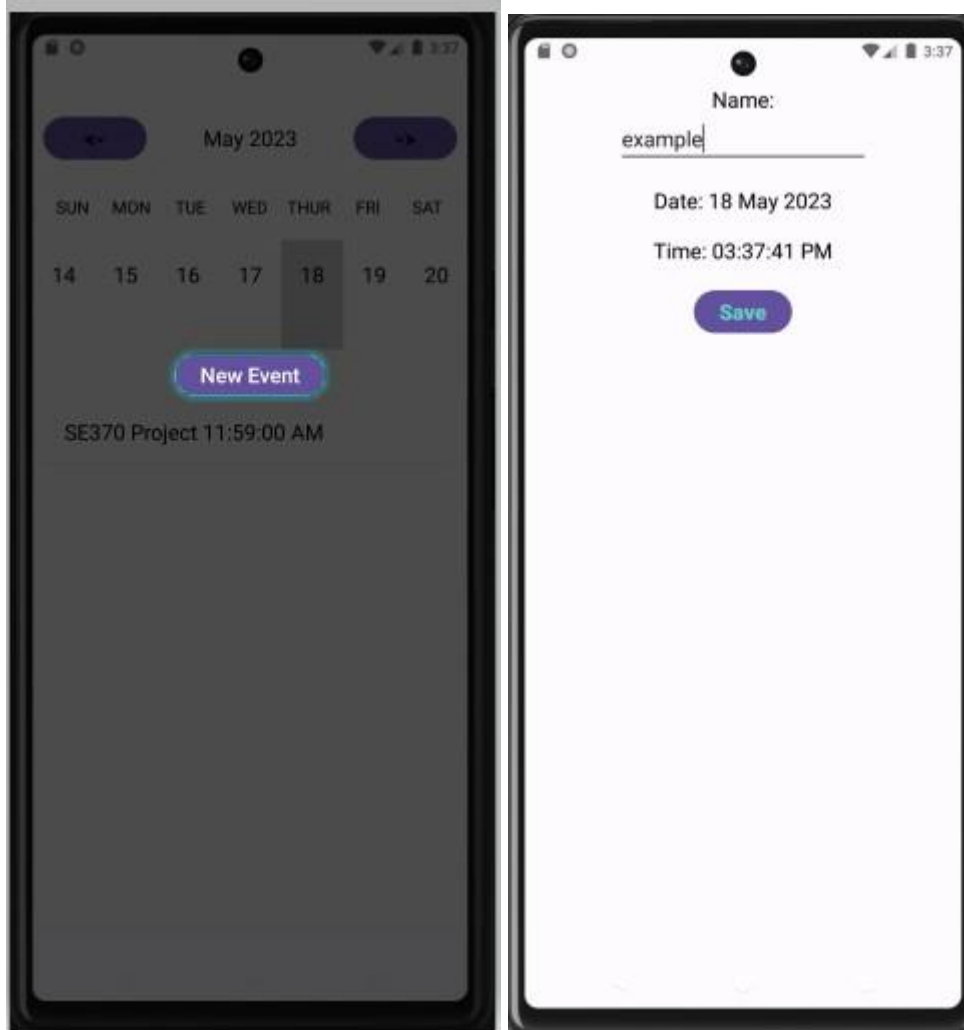 3:37
<- May 2023 ->
SUN MON TUE WED THUR FRI SAT
14 15 16 17 18 19 20
New Event
SE370 Project 11:59:00 AM
3:37
Name:
example
Date: 18 May 2023
Time: 03:37:41 PM
Save